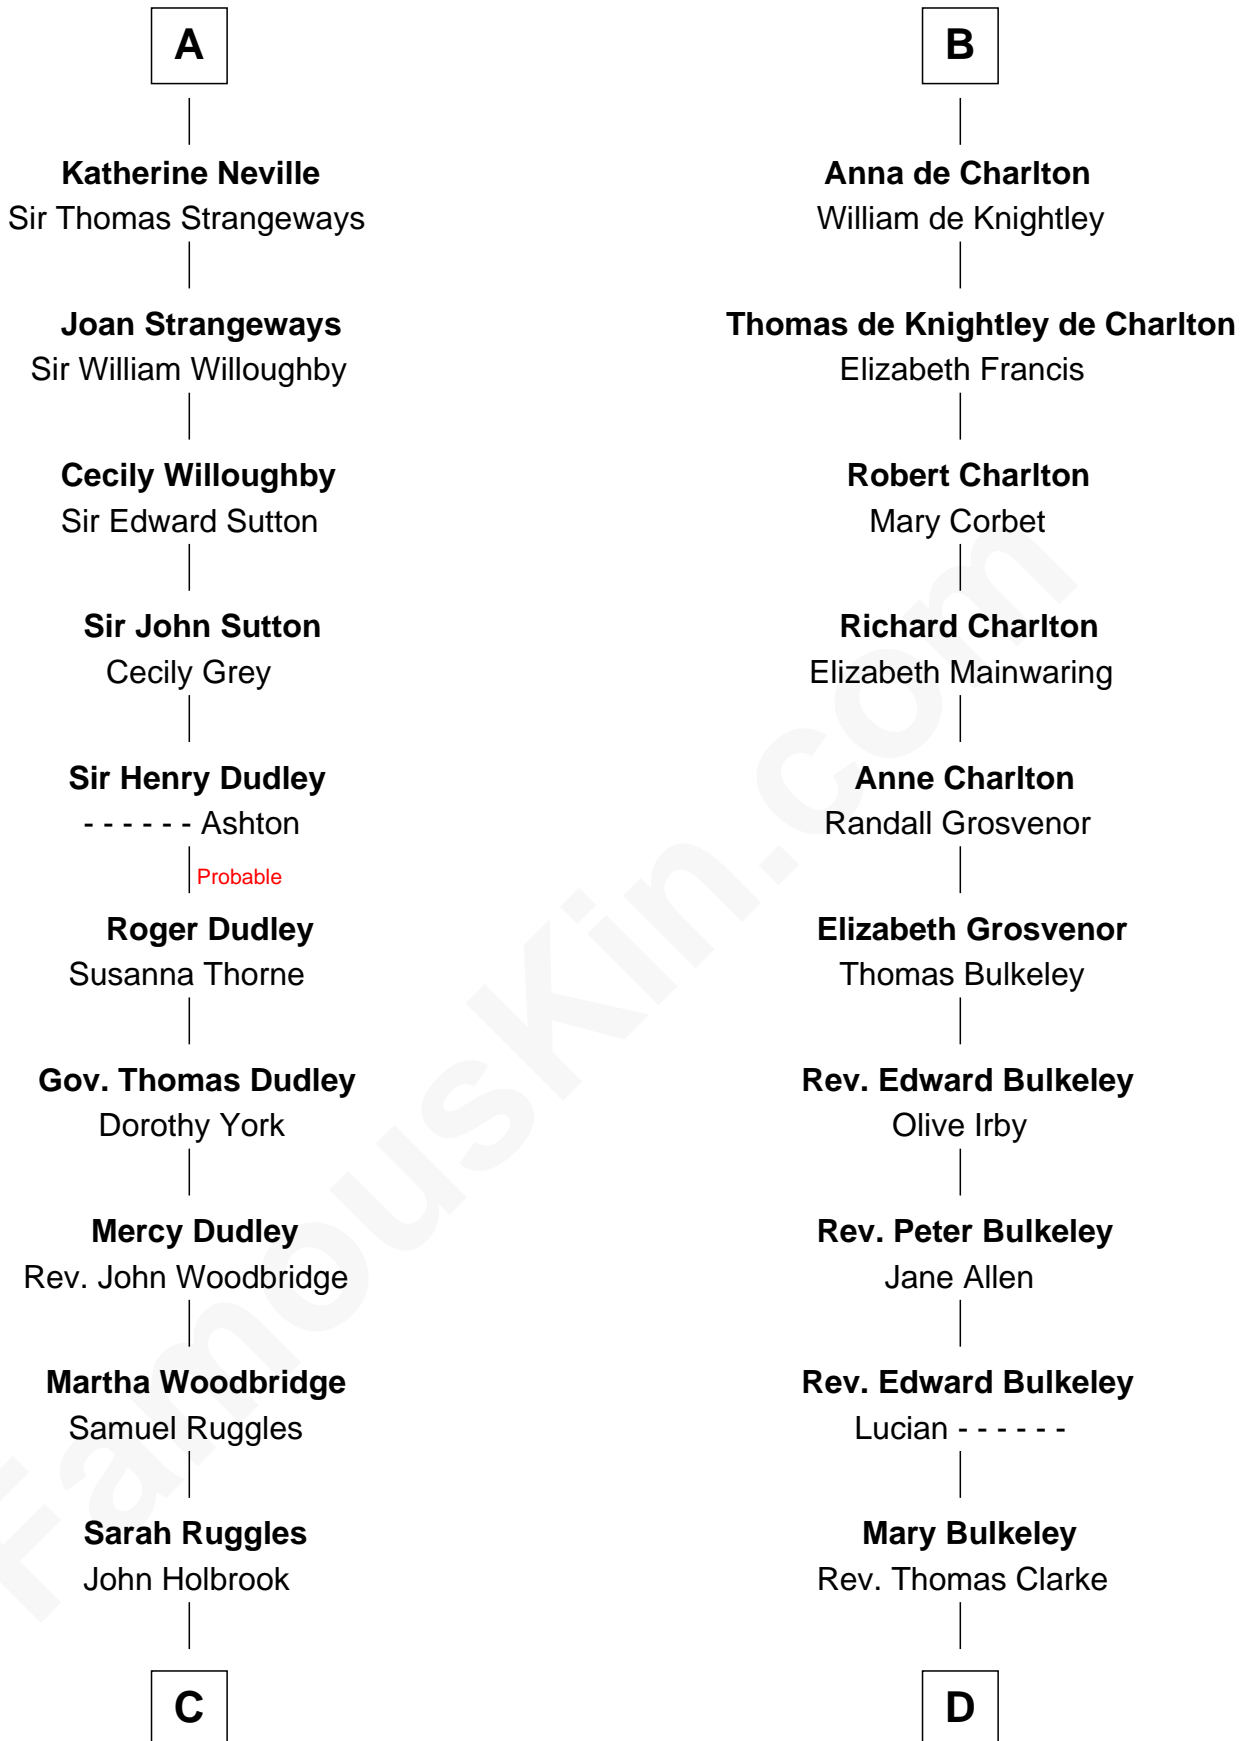 A
Katherine Neville
Sir Thomas Strangeways
Joan Strangeways
Sir William Willoughby
Cecily Willoughby
Sir Edward Sutton
Sir John Sutton
Cecily Grey
Sir Henry Dudley
- - - - - - Ashton
Probable
Roger Dudley
Susanna Thorne
Gov. Thomas Dudley
Dorothy York
Mercy Dudley
Rev. John Woodbridge
Martha Woodbridge
Samuel Ruggles
Sarah Ruggles
John Holbrook
C
B
Anna de Charlton
William de Knightley
Thomas de Knightley de Charlton
Elizabeth Francis
Robert Charlton
Mary Corbet
Richard Charlton
Elizabeth Mainwaring
Anne Charlton
Randall Grosvenor
Elizabeth Grosvenor
Thomas Bulkeley
Rev. Edward Bulkeley
Olive Irby
Rev. Peter Bulkeley
Jane Allen
Rev. Edward Bulkeley
Lucian - - - - - -
Mary Bulkeley
Rev. Thomas Clarke
D
FamousKin.com